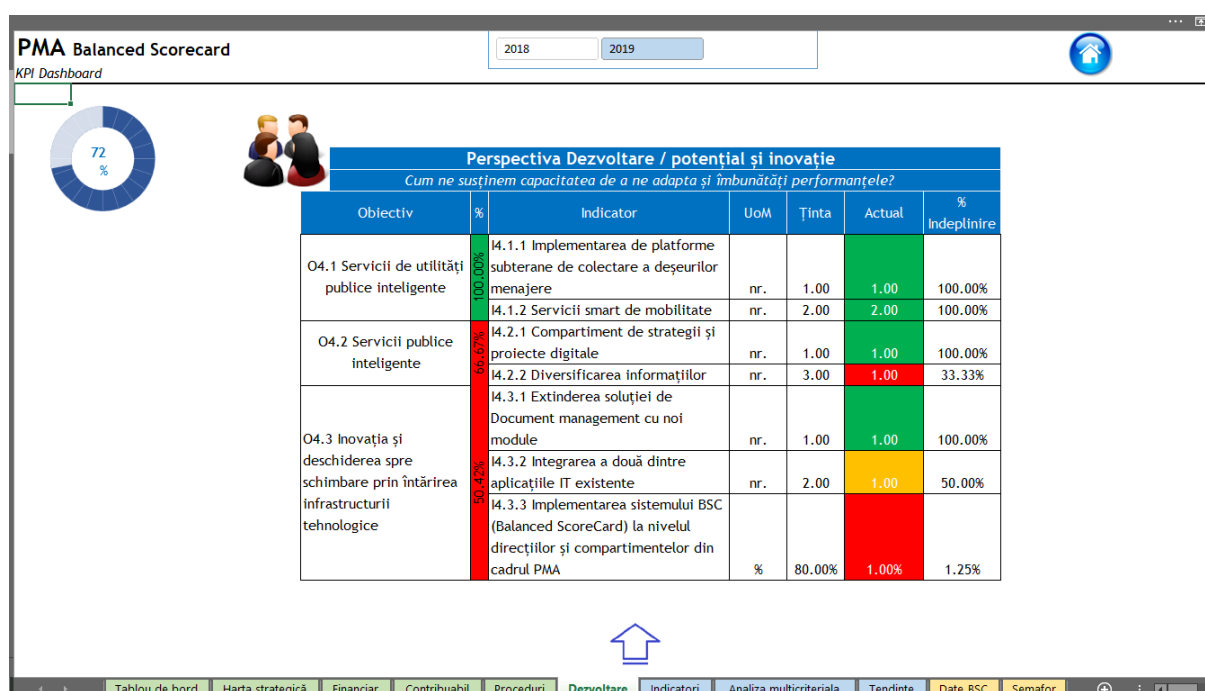 PMA Balanced Scorecard
KPI Dashboard
2018
2019
72
%
Perspectiva Dezvoltare / potențial și inovație
Cum ne susținem capacitatea de a ne adapta și îmbunătăți performanțele?
Obiectiv % Indicator UoM Ținta Actual % Indeplinire
O4.1 Servicii de utilități
publice inteligente
100.00%
I4.1.1 Implementarea de platforme
subterane de colectare a deșeurilor
menajere nr. 1.00 1.00 100.00%
I4.1.2 Servicii smart de mobilitate nr. 2.00 2.00 100.00%
O4.2 Servicii publice
inteligente
66.67%
I4.2.1 Compartiment de strategii și
proiecte digitale nr. 1.00 1.00 100.00%
I4.2.2 Diversificarea informațiilor nr. 3.00 1.00 33.33%
O4.3 Inovația și
deschiderea spre
schimbare prin întărirea
infrastructurii
tehnologice
50.42%
I4.3.1 Extinderea soluției de
Document management cu noi
module nr. 1.00 1.00 100.00%
I4.3.2 Integrarea a două dintre
aplicațiile IT existente nr. 2.00 1.00 50.00%
I4.3.3 Implementarea sistemului BSC
(Balanced ScoreCard) la nivelul
direcțiilor și compartimentelor din
cadrul PMA % 80.00% 1.00% 1.25%
Tablou de bord Harta strategică Financiar Contribuabil Proceduri Dezvoltare Indicatori Analiza multicriteriala Tendinte Date BSC Semafor